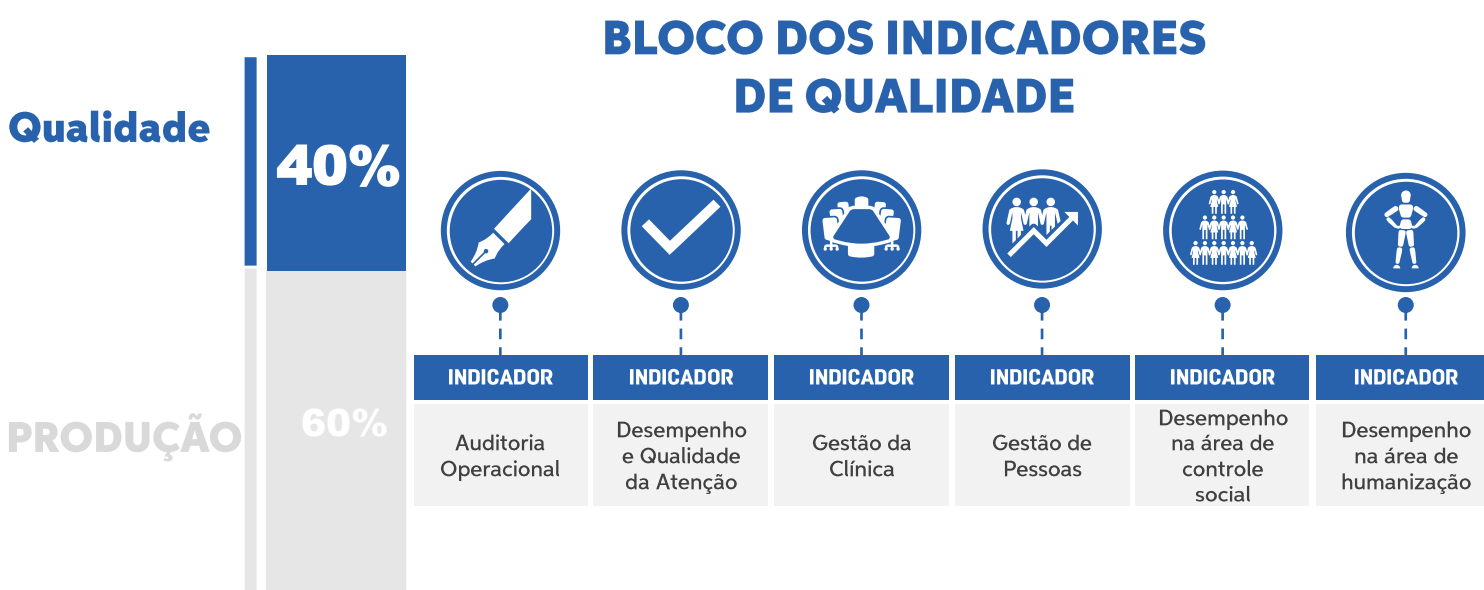 BLOCO DOS INDICADORES
DE QUALIDADE
Qualidade
40%
PRODUÇÃO
60%
INDICADOR
Auditoria
Operacional
INDICADOR
Desempenho
e Qualidade
da Atenção
INDICADOR
Gestão da
Clínica
INDICADOR
Gestão de
Pessoas
INDICADOR
Desempenho
na área de
controle
social
INDICADOR
Desempenho
na área de
humanização